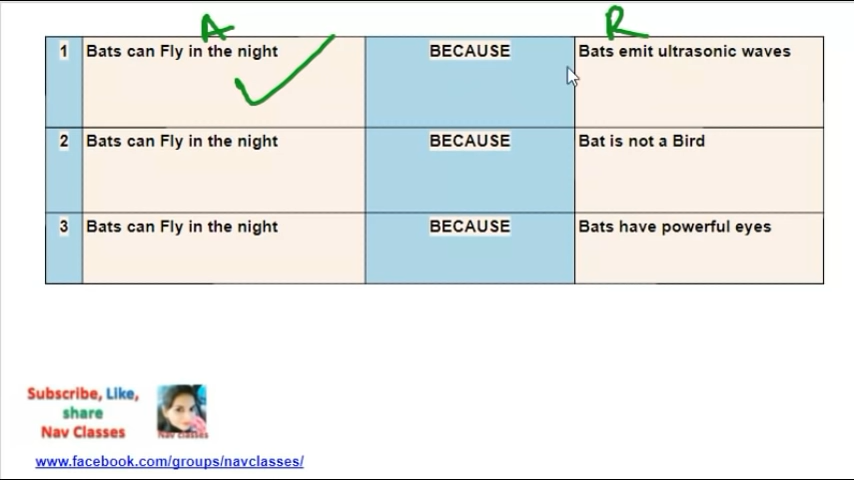 A R
1 Bats can Fly in the night BECAUSE Bats emit ultrasonic waves
2 Bats can Fly in the night BECAUSE Bat is not a Bird
3 Bats can Fly in the night BECAUSE Bats have powerful eyes
Subscribe, Like,
share
Nav Classes
Nav classes
www.facebook.com/groups/navclasses/